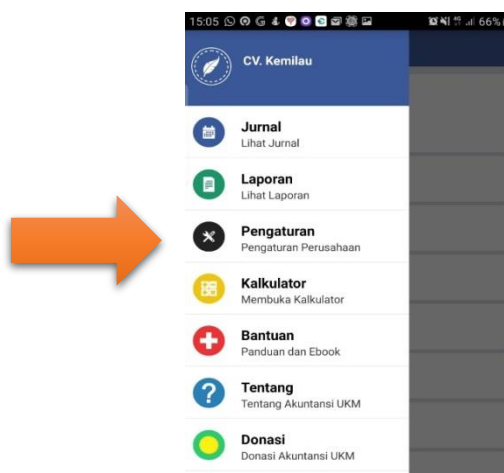 15:05
66%
CV. Kemilau
Jurnal
Lihat Jurnal
Laporan
Lihat Laporan
Pengaturan
Pengaturan Perusahaan
Kalkulator
Membuka Kalkulator
Bantuan
Panduan dan Ebook
Tentang
Tentang Akuntansi UKM
Donasi
Donasi Akuntansi UKM